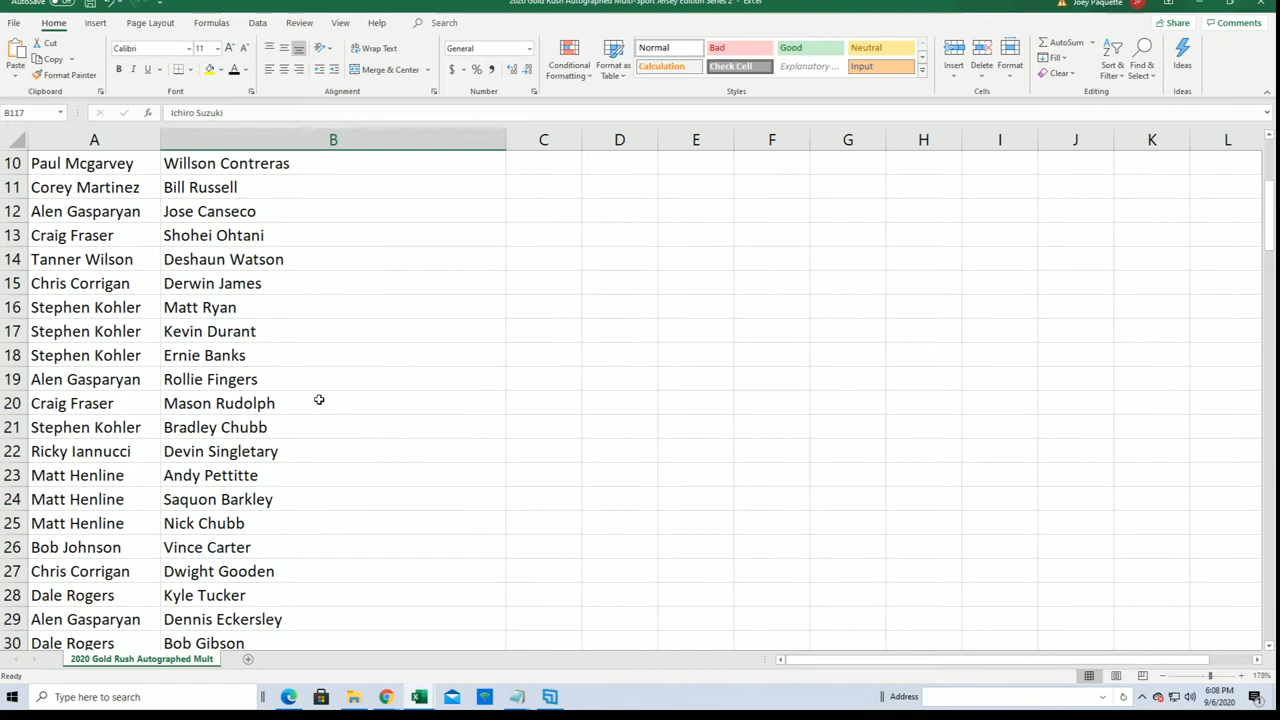 AutoSave
2020 Gold Rush Autographed Multi-Sport Jersey Edition Series 2 - Excel
Joey Paquette
JP
File Home Insert Page Layout Formulas Data Review View Help Search Share Comments
Cut
Copy
Format Painter
Paste
Clipboard
Calibri 11
B I U
Font
Wrap Text
Merge & Center
Alignment
General
$ % ,
Number
Conditional Formatting
Format as Table
Normal Bad Good Neutral
Calculation Check Cell Explanatory ... Input
Styles
Insert Delete Format
Cells
AutoSum
Fill
Clear
Sort & Filter
Find & Select
Editing
Ideas
Ideas
B117 fx Ichiro Suzuki
A B C D E F G H I J K L
10 Paul Mcgarvey Willson Contreras
11 Corey Martinez Bill Russell
12 Alen Gasparyan Jose Canseco
13 Craig Fraser Shohei Ohtani
14 Tanner Wilson Deshaun Watson
15 Chris Corrigan Derwin James
16 Stephen Kohler Matt Ryan
17 Stephen Kohler Kevin Durant
18 Stephen Kohler Ernie Banks
19 Alen Gasparyan Rollie Fingers
20 Craig Fraser Mason Rudolph
21 Stephen Kohler Bradley Chubb
22 Ricky Iannucci Devin Singletary
23 Matt Henline Andy Pettitte
24 Matt Henline Saquon Barkley
25 Matt Henline Nick Chubb
26 Bob Johnson Vince Carter
27 Chris Corrigan Dwight Gooden
28 Dale Rogers Kyle Tucker
29 Alen Gasparyan Dennis Eckersley
30 Dale Rogers Bob Gibson
2020 Gold Rush Autographed Mult
Ready
178%
Type here to search
Address
6:08 PM
9/6/2020